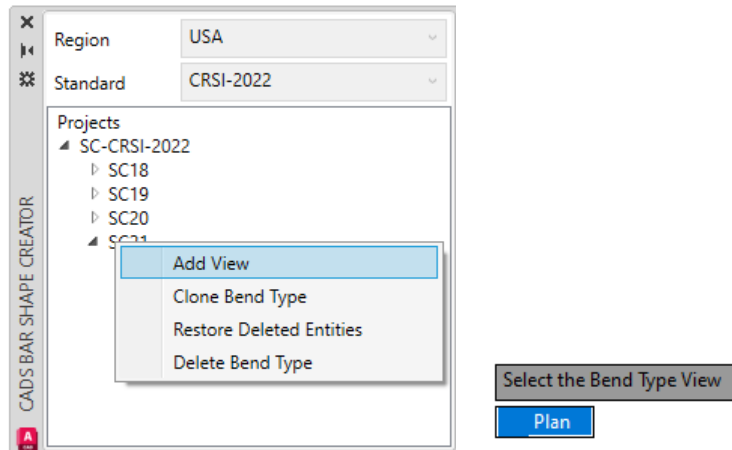 Region USA
Standard CRSI-2022
Projects
SC-CRSI-2022
SC18
SC19
SC20
Add View
Clone Bend Type
Restore Deleted Entities
Delete Bend Type
CADS BAR SHAPE CREATOR
A
CAD
Select the Bend Type View
Plan